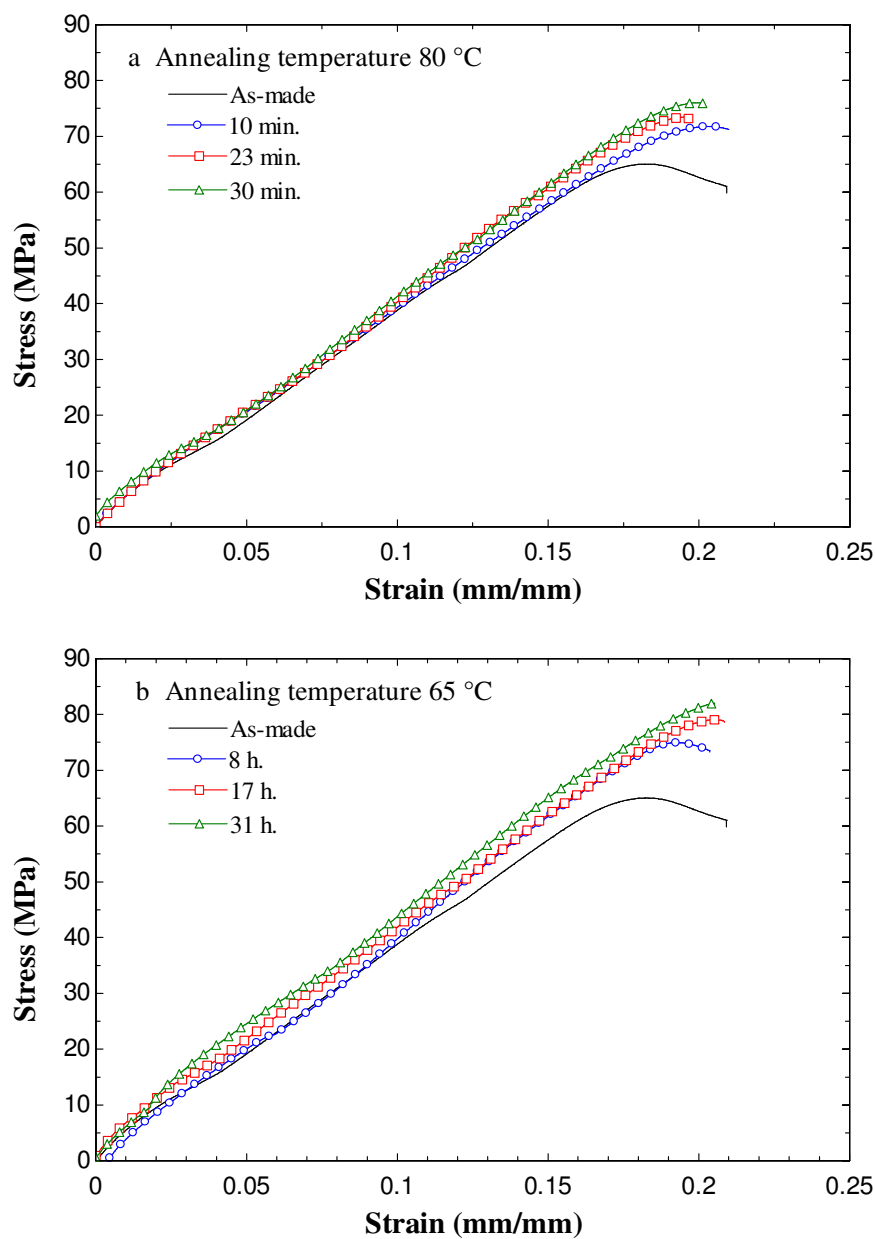 90
80
70
60
50
40
30
20
10
0
Stress (MPa)
a Annealing temperature 80 °C
As-made
10 min.
23 min.
30 min.
0 0.05 0.1 0.15 0.2 0.25
Strain (mm/mm)
90
80
70
60
50
40
30
20
10
0
Stress (MPa)
b Annealing temperature 65 °C
As-made
8 h.
17 h.
31 h.
0 0.05 0.1 0.15 0.2 0.25
Strain (mm/mm)